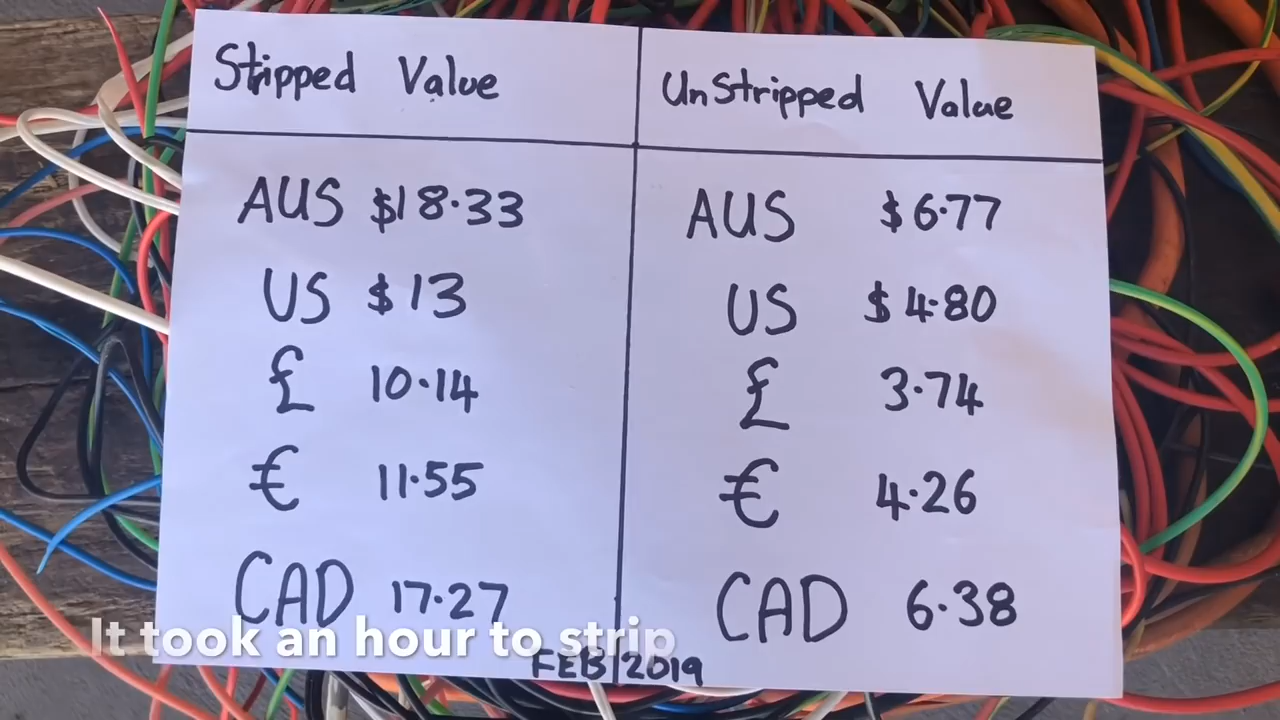 Stripped Value
UnStripped Value
AUS $18.33
AUS $6.77
US $13
US $4.80
£ 10.14
£ 3.74
€ 11.55
€ 4.26
CAD 17.27
CAD 6.38
It took an hour to strip
FEB/2019